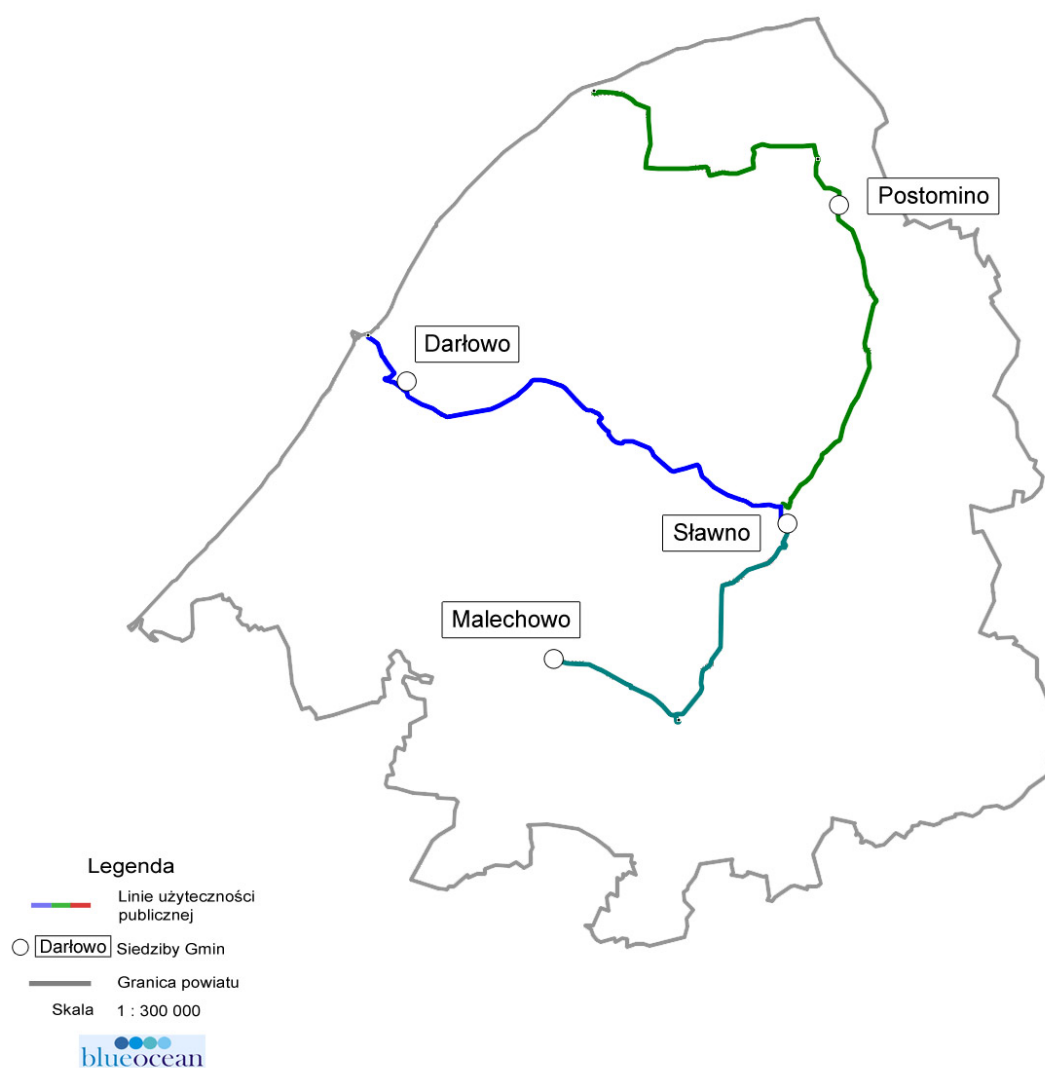 Postomino
Darłowo
Sławno
Malechowo
Legenda
Linie użyteczności
publicznej
Darłowo Siedziby Gmin
Granica powiatu
Skala 1 : 300 000
blueocean